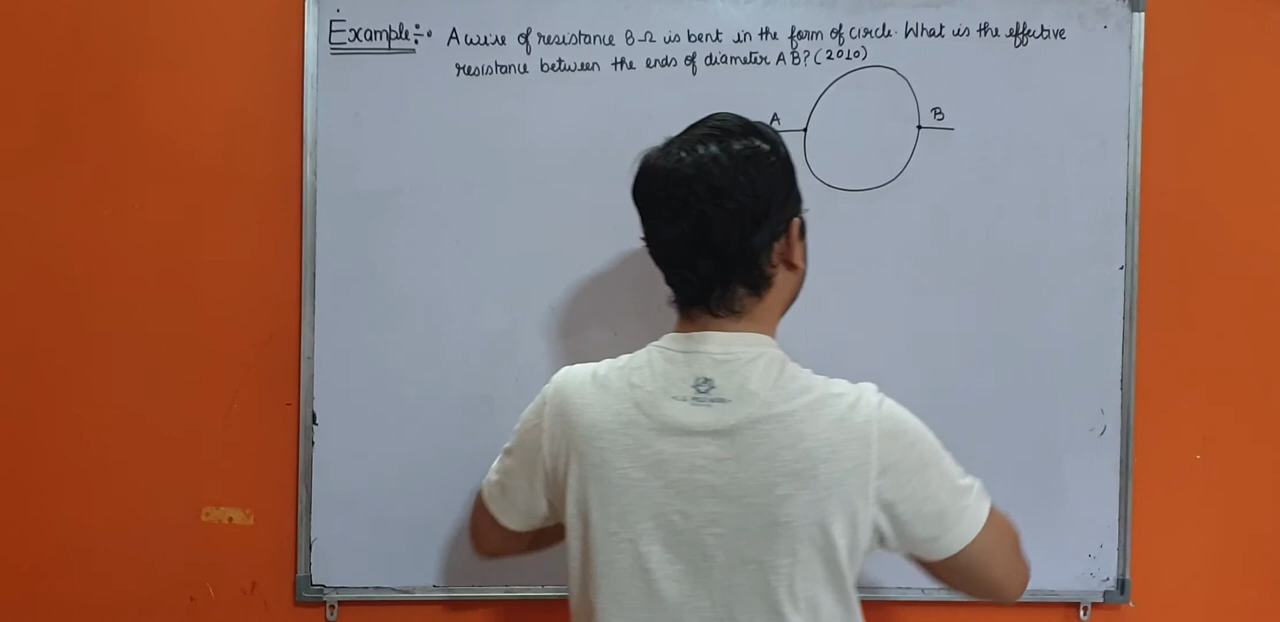 Example:- A wire of resistance 8-Ω is bent in the form of circle. What is the effective
resistance between the ends of diameter AB? (2010)
A
B